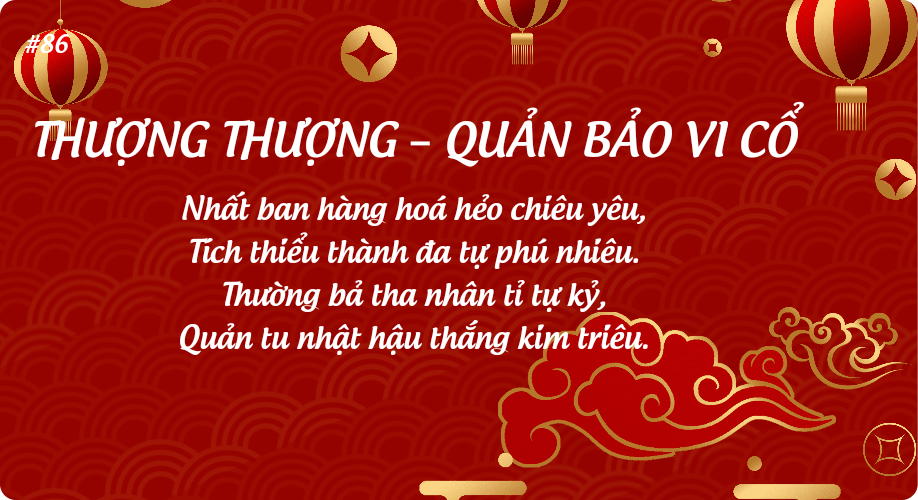 #86
THƯỢNG THƯỢNG – QUẢN BẢO VI CỔ
Nhất ban hàng hoá hẻo chiêu yêu,
Tích thiểu thành đa tự phú nhiêu.
Thường bả tha nhân tỉ tự kỷ,
Quản tu nhật hậu thắng kim triêu.